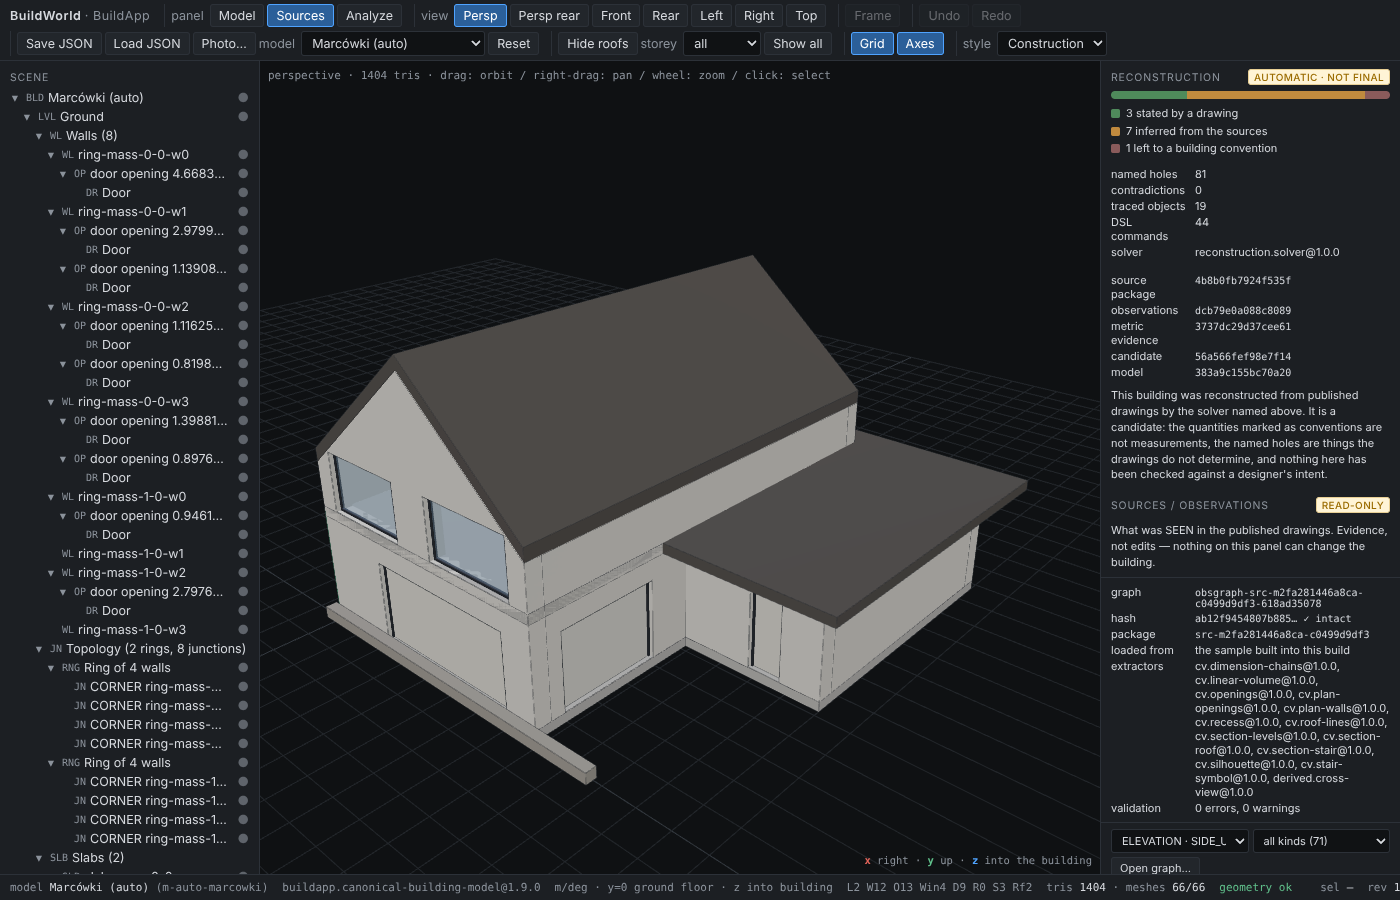 BuildWorld · BuildApp panel Model Sources Analyze view Persp Persp rear Front Rear Left Right Top Frame Undo Redo
Save JSON Load JSON Photo... model Marcówki (auto) Reset Hide roofs storey all Show all Grid Axes style Construction
SCENE
▼ BLD Marcówki (auto)
▼ LVL Ground
▼ WL Walls (8)
▼ WL ring-mass-0-0-w0
▼ OP door opening 4.6683...
DR Door
▼ WL ring-mass-0-0-w1
▼ OP door opening 2.9799...
DR Door
▼ OP door opening 1.13908...
DR Door
▼ WL ring-mass-0-0-w2
▼ OP door opening 1.11625...
DR Door
▼ OP door opening 0.8198...
DR Door
▼ WL ring-mass-0-0-w3
▼ OP door opening 1.39881...
DR Door
▼ OP door opening 0.8976...
DR Door
▼ WL ring-mass-1-0-w0
▼ OP door opening 0.9461...
DR Door
WL ring-mass-1-0-w1
▼ WL ring-mass-1-0-w2
▼ OP door opening 2.7976...
DR Door
WL ring-mass-1-0-w3
▼ JN Topology (2 rings, 8 junctions)
▼ RNG Ring of 4 walls
JN CORNER ring-mass-...
JN CORNER ring-mass-...
JN CORNER ring-mass-...
JN CORNER ring-mass-...
▼ RNG Ring of 4 walls
JN CORNER ring-mass-1...
JN CORNER ring-mass-1...
JN CORNER ring-mass-1...
JN CORNER ring-mass-1...
▼ SLB Slabs (2)
perspective · 1404 tris · drag: orbit / right-drag: pan / wheel: zoom / click: select
x right · y up · z into the building
RECONSTRUCTION AUTOMATIC · NOT FINAL
3 stated by a drawing
7 inferred from the sources
1 left to a building convention
named holes 81
contradictions 0
traced objects 19
DSL commands 44
solver reconstruction.solver@1.0.0
source package 4b8b0fb7924f535f
observations dcb79e0a088c8089
metric evidence 3737dc29d37cee61
candidate 56a566fef98e7f14
model 383a9c155bc70a20
This building was reconstructed from published
drawings by the solver named above. It is a
candidate: the quantities marked as conventions are
not measurements, the named holes are things the
drawings do not determine, and nothing here has
been checked against a designer's intent.
SOURCES / OBSERVATIONS READ-ONLY
What was SEEN in the published drawings. Evidence,
not edits — nothing on this panel can change the
building.
graph obsgraph-src-m2fa281446a8ca-
c0499d9df3-618ad35078
hash ab12f9454807b885… ✓ intact
package src-m2fa281446a8ca-c0499d9df3
loaded from the sample built into this build
extractors cv.dimension-chains@1.0.0,
cv.linear-volume@1.0.0,
cv.openings@1.0.0, cv.plan-
openings@1.0.0, cv.plan-walls@1.0.0,
cv.recess@1.0.0, cv.roof-lines@1.0.0,
cv.section-levels@1.0.0, cv.section-
roof@1.0.0, cv.section-stair@1.0.0,
cv.silhouette@1.0.0, cv.stair-
symbol@1.0.0, derived.cross-
view@1.0.0
validation 0 errors, 0 warnings
ELEVATION · SIDE_L all kinds (71)
Open graph...
model Marcówki (auto) (m-auto-marcowki) buildapp.canonical-building-model@1.9.0 m/deg · y=0 ground floor · z into building L2 W12 O13 Win4 D9 R0 S3 Rf2 tris 1404 · meshes 66/66 geometry ok sel — rev 1